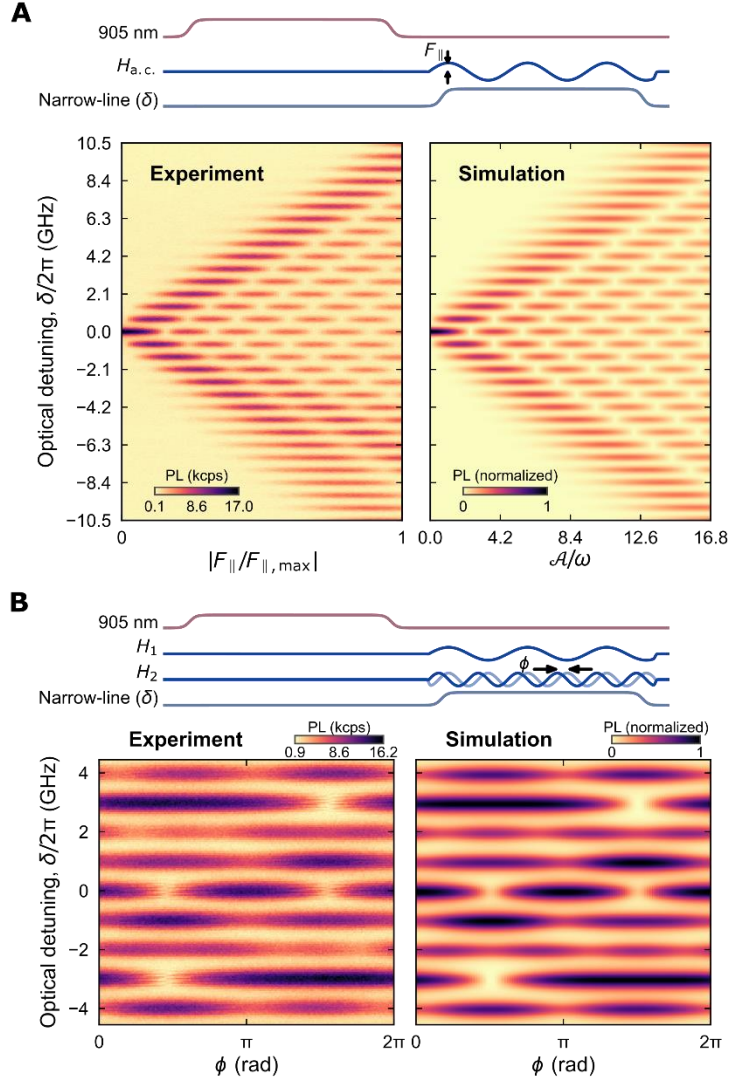 A
905 nm
H a.c.
F∥
Narrow-line (δ)
Experiment
Simulation
Optical detuning, δ/2π (GHz)
10.5
8.4
6.3
4.2
2.1
0.0
−2.1
−4.2
−6.3
−8.4
−10.5
PL (kcps)
0.1 8.6 17.0
PL (normalized)
0 1
0 1
|F∥/F∥,max|
0.0 4.2 8.4 12.6 16.8
𝒜/ω
B
905 nm
H₁
H₂
ϕ
Narrow-line (δ)
Experiment
PL (kcps)
0.9 8.6 16.2
Simulation
PL (normalized)
0 1
Optical detuning, δ/2π (GHz)
4
2
0
−2
−4
0 π 2π
ϕ (rad)
0 π 2π
ϕ (rad)